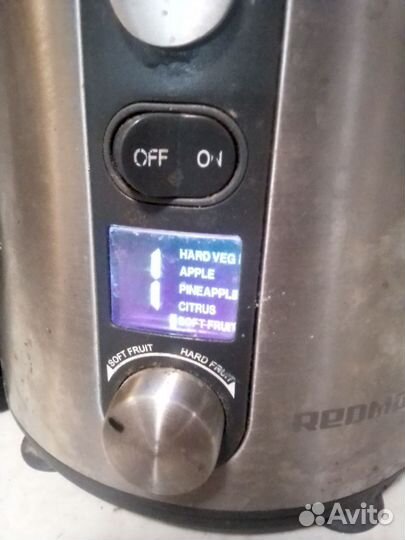 OFF ON
HARD VEG
APPLE
PINEAPPLE
CITRUS
SOFT FRUIT
SOFT FRUIT HARD FRUIT
Avito